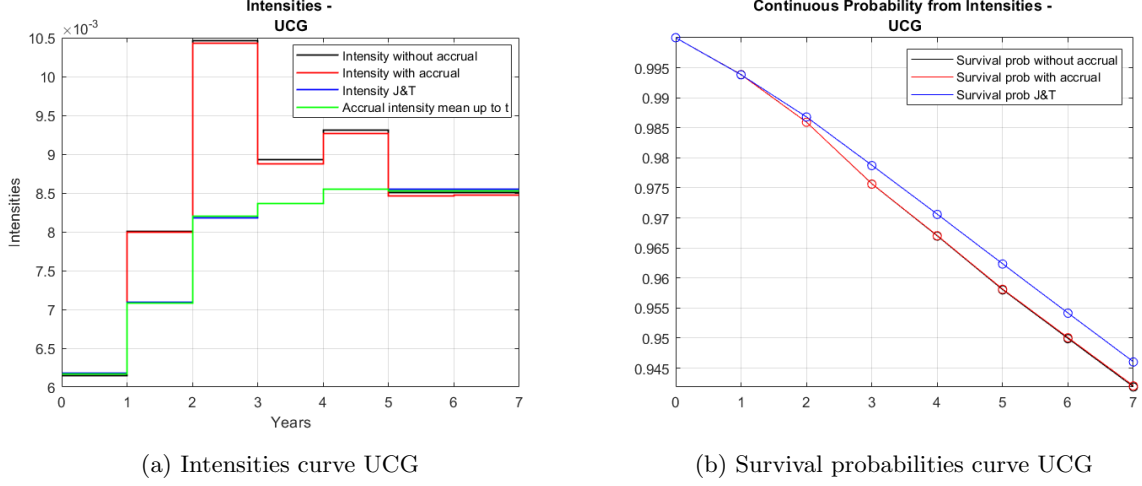 Intensities -
UCG
×10^-3
10.5
10
9.5
9
8.5
8
7.5
7
6.5
6
Intensities
0 1 2 3 4 5 6 7
Years
Intensity without accrual
Intensity with accrual
Intensity J&T
Accrual intensity mean up to t
(a) Intensities curve UCG
Continuous Probability from Intensities -
UCG
0.995
0.99
0.985
0.98
0.975
0.97
0.965
0.96
0.955
0.95
0.945
0 1 2 3 4 5 6 7
Survival prob without accrual
Survival prob with accrual
Survival prob J&T
(b) Survival probabilities curve UCG